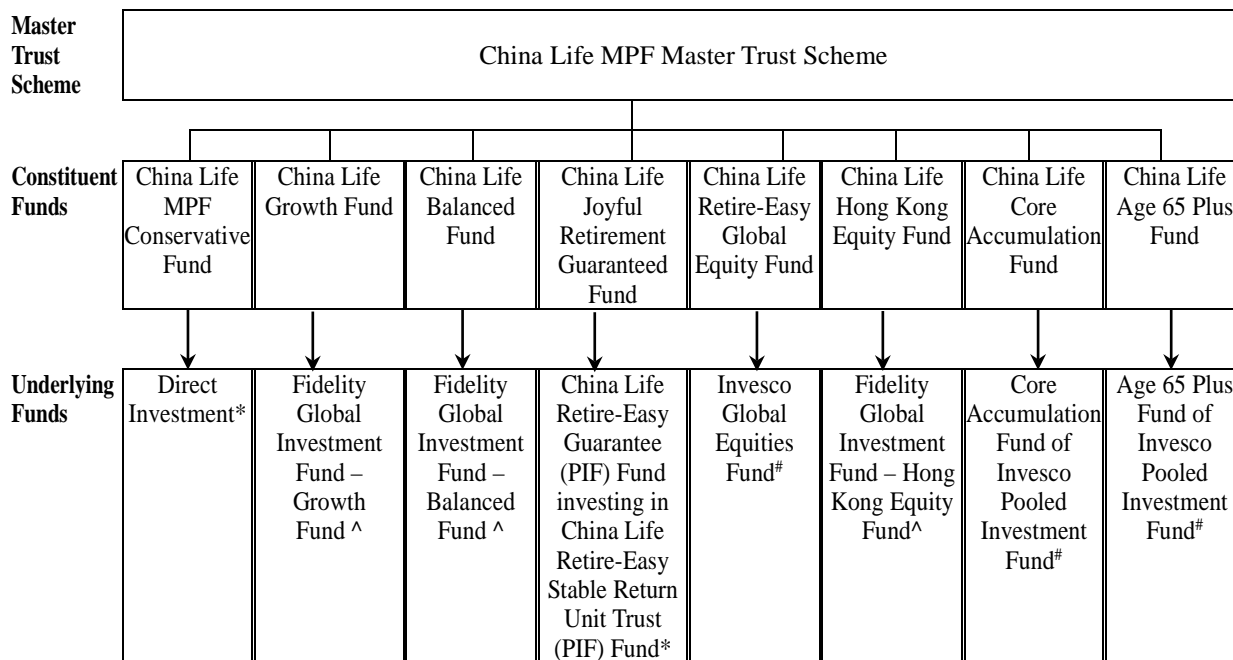 Master
Trust
Scheme
China Life MPF Master Trust Scheme
Constituent
Funds
China Life
MPF
Conservative
Fund
China Life
Growth Fund
China Life
Balanced
Fund
China Life
Joyful
Retirement
Guaranteed
Fund
China Life
Retire-Easy
Global
Equity Fund
China Life
Hong Kong
Equity Fund
China Life
Core
Accumulation
Fund
China Life
Age 65 Plus
Fund
Underlying
Funds
Direct
Investment*
Fidelity
Global
Investment
Fund –
Growth
Fund ^
Fidelity
Global
Investment
Fund –
Balanced
Fund ^
China Life
Retire-Easy
Guarantee
(PIF) Fund
investing in
China Life
Retire-Easy
Stable Return
Unit Trust
(PIF) Fund*
Invesco
Global
Equities
Fund#
Fidelity
Global
Investment
Fund – Hong
Kong Equity
Fund^
Core
Accumulation
Fund of
Invesco
Pooled
Investment
Fund#
Age 65 Plus
Fund of
Invesco
Pooled
Investment
Fund#